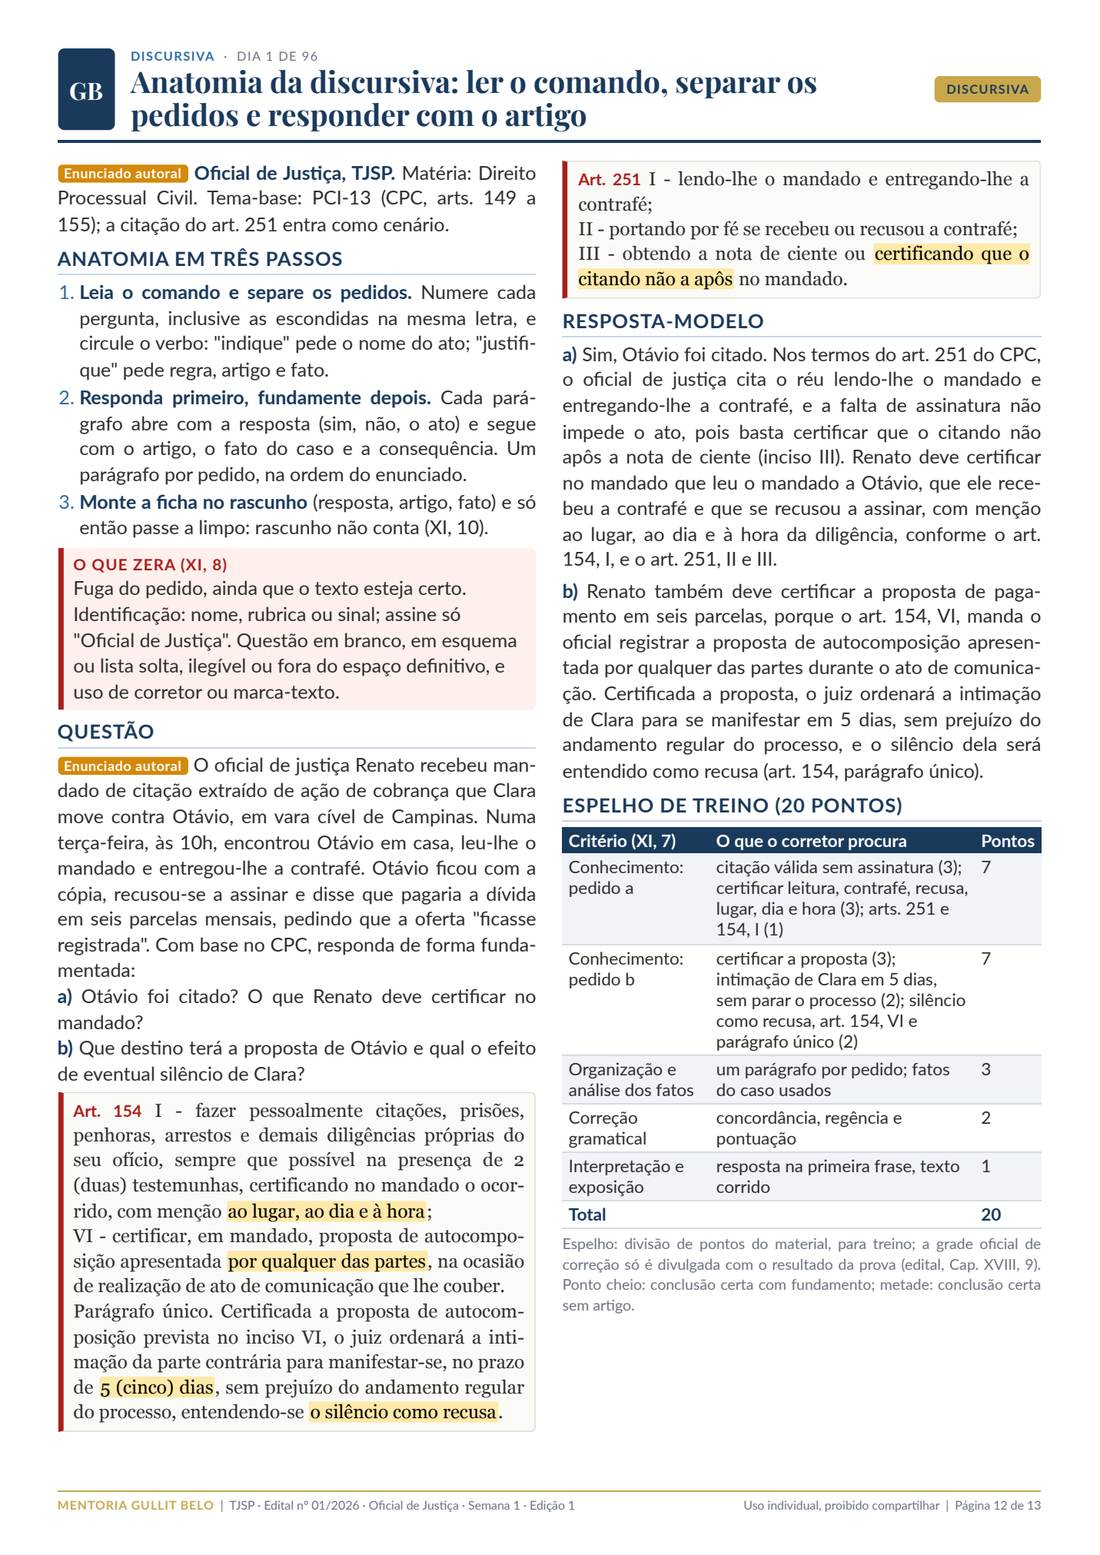 GB
DISCURSIVA · DIA 1 DE 96
Anatomia da discursiva: ler o comando, separar os
pedidos e responder com o artigo
DISCURSIVA
Enunciado autoral Oficial de Justiça, TJSP. Matéria: Direito
Processual Civil. Tema-base: PCI-13 (CPC, arts. 149 a
155); a citação do art. 251 entra como cenário.
ANATOMIA EM TRÊS PASSOS
1. Leia o comando e separe os pedidos. Numere cada
pergunta, inclusive as escondidas na mesma letra, e
circule o verbo: "indique" pede o nome do ato; "justifi-
que" pede regra, artigo e fato.
2. Responda primeiro, fundamente depois. Cada pará-
grafo abre com a resposta (sim, não, o ato) e segue
com o artigo, o fato do caso e a consequência. Um
parágrafo por pedido, na ordem do enunciado.
3. Monte a ficha no rascunho (resposta, artigo, fato) e só
então passe a limpo: rascunho não conta (XI, 10).
O QUE ZERA (XI, 8)
Fuga do pedido, ainda que o texto esteja certo.
Identificação: nome, rubrica ou sinal; assine só
"Oficial de Justiça". Questão em branco, em esquema
ou lista solta, ilegível ou fora do espaço definitivo, e
uso de corretor ou marca-texto.
QUESTÃO
Enunciado autoral O oficial de justiça Renato recebeu man-
dado de citação extraído de ação de cobrança que Clara
move contra Otávio, em vara cível de Campinas. Numa
terça-feira, às 10h, encontrou Otávio em casa, leu-lhe o
mandado e entregou-lhe a contrafé. Otávio ficou com a
cópia, recusou-se a assinar e disse que pagaria a dívida
em seis parcelas mensais, pedindo que a oferta "ficasse
registrada". Com base no CPC, responda de forma funda-
mentada:
a) Otávio foi citado? O que Renato deve certificar no
mandado?
b) Que destino terá a proposta de Otávio e qual o efeito
de eventual silêncio de Clara?
Art. 154 I - fazer pessoalmente citações, prisões,
penhoras, arrestos e demais diligências próprias do
seu ofício, sempre que possível na presença de 2
(duas) testemunhas, certificando no mandado o ocor-
rido, com menção ao lugar, ao dia e à hora;
VI - certificar, em mandado, proposta de autocompo-
sição apresentada por qualquer das partes, na ocasião
de realização de ato de comunicação que lhe couber.
Parágrafo único. Certificada a proposta de autocom-
posição prevista no inciso VI, o juiz ordenará a inti-
mação da parte contrária para manifestar-se, no prazo
de 5 (cinco) dias, sem prejuízo do andamento regular
do processo, entendendo-se o silêncio como recusa.
Art. 251 I - lendo-lhe o mandado e entregando-lhe a
contrafé;
II - portando por fé se recebeu ou recusou a contrafé;
III - obtendo a nota de ciente ou certificando que o
citando não a apôs no mandado.
RESPOSTA-MODELO
a) Sim, Otávio foi citado. Nos termos do art. 251 do CPC,
o oficial de justiça cita o réu lendo-lhe o mandado e
entregando-lhe a contrafé, e a falta de assinatura não
impede o ato, pois basta certificar que o citando não
apôs a nota de ciente (inciso III). Renato deve certificar
no mandado que leu o mandado a Otávio, que ele rece-
beu a contrafé e que se recusou a assinar, com menção
ao lugar, ao dia e à hora da diligência, conforme o art.
154, I, e o art. 251, II e III.
b) Renato também deve certificar a proposta de paga-
mento em seis parcelas, porque o art. 154, VI, manda o
oficial registrar a proposta de autocomposição apresen-
tada por qualquer das partes durante o ato de comunica-
ção. Certificada a proposta, o juiz ordenará a intimação
de Clara para se manifestar em 5 dias, sem prejuízo do
andamento regular do processo, e o silêncio dela será
entendido como recusa (art. 154, parágrafo único).
ESPELHO DE TREINO (20 PONTOS)
Critério (XI, 7) O que o corretor procura Pontos
Conhecimento: citação válida sem assinatura (3); 7
pedido a certificar leitura, contrafé, recusa,
lugar, dia e hora (3); arts. 251 e
154, I (1)
Conhecimento: certificar a proposta (3); 7
pedido b intimação de Clara em 5 dias,
sem parar o processo (2); silêncio
como recusa, art. 154, VI e
parágrafo único (2)
Organização e um parágrafo por pedido; fatos 3
análise dos fatos do caso usados
Correção concordância, regência e 2
gramatical pontuação
Interpretação e resposta na primeira frase, texto 1
exposição corrido
Total 20
Espelho: divisão de pontos do material, para treino; a grade oficial de
correção só é divulgada com o resultado da prova (edital, Cap. XVIII, 9).
Ponto cheio: conclusão certa com fundamento; metade: conclusão certa
sem artigo.
MENTORIA GULLIT BELO | TJSP · Edital nº 01/2026 · Oficial de Justiça · Semana 1 · Edição 1
Uso individual, proibido compartilhar | Página 12 de 13